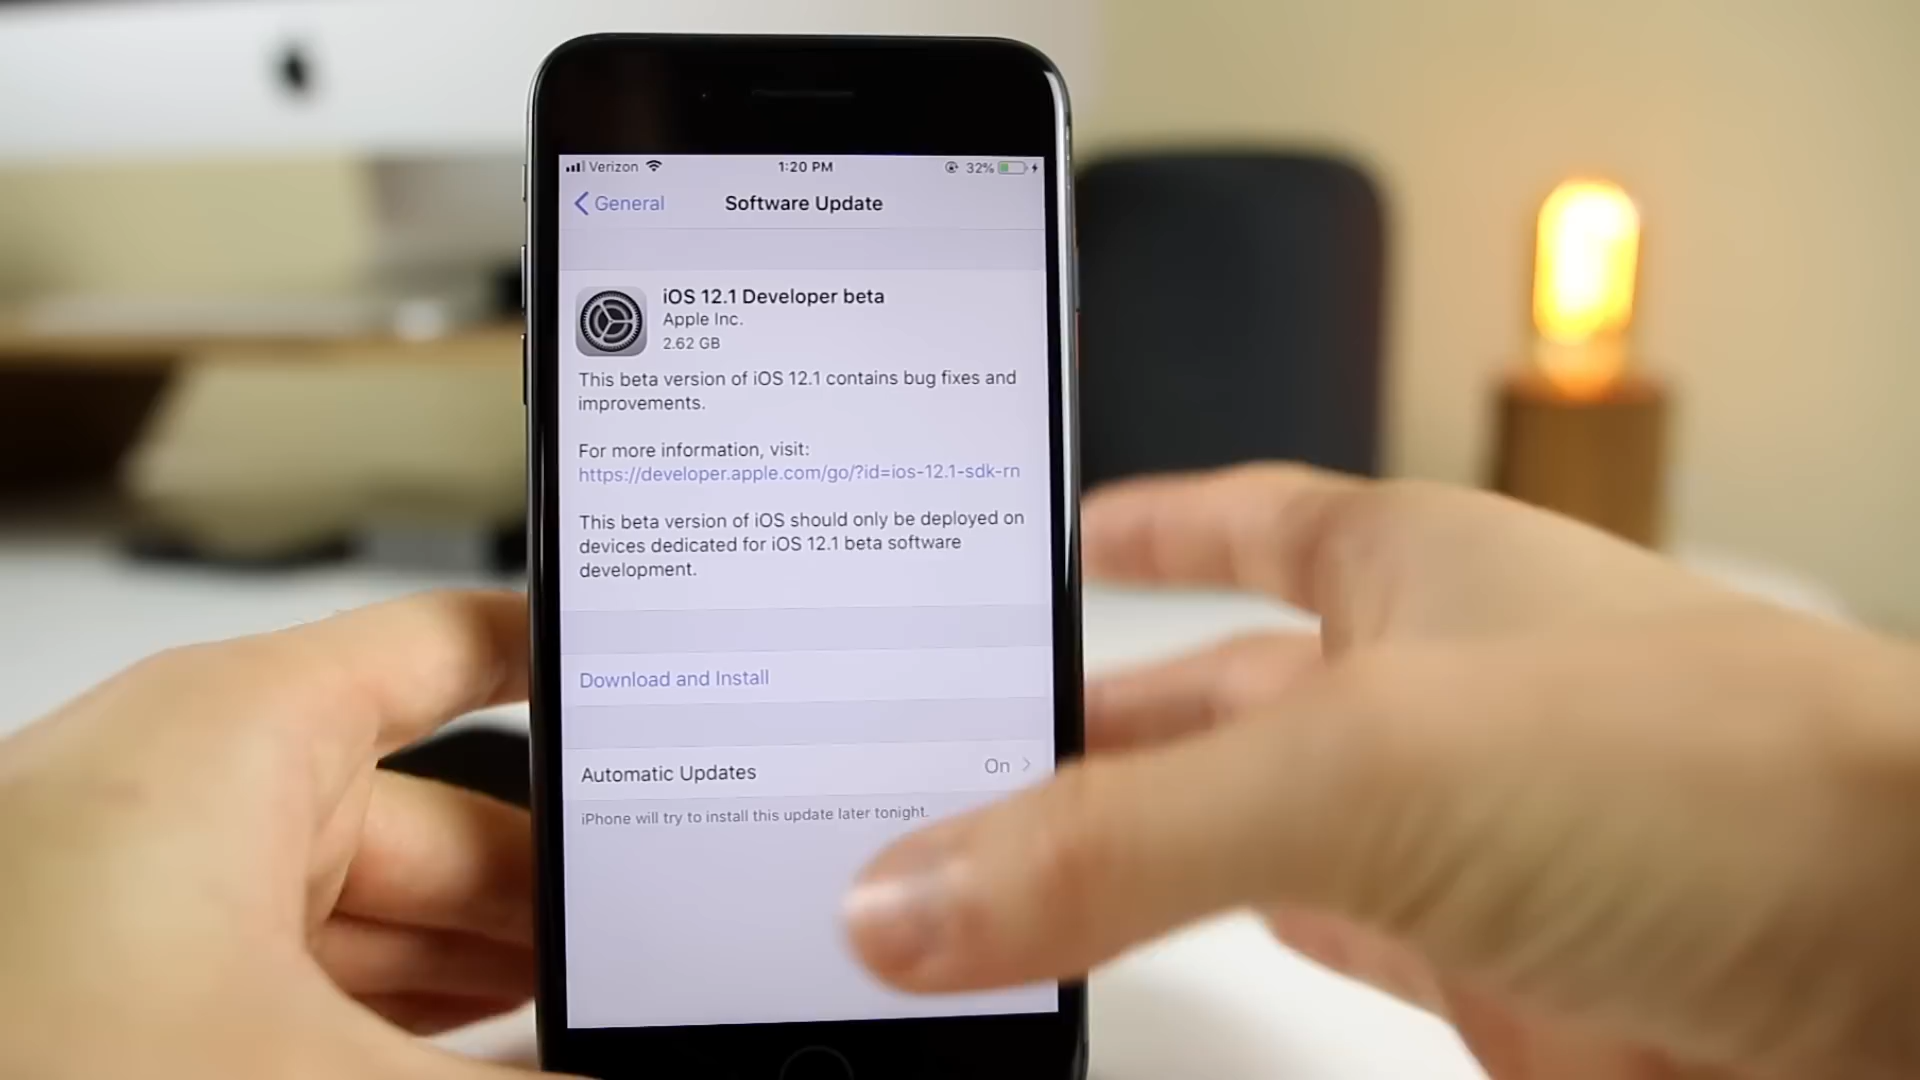 Verizon 1:20 PM 32%
General Software Update
iOS 12.1 Developer beta
Apple Inc.
2.62 GB
This beta version of iOS 12.1 contains bug fixes and
improvements.
For more information, visit:
https://developer.apple.com/go/?id=ios-12.1-sdk-rn
This beta version of iOS should only be deployed on
devices dedicated for iOS 12.1 beta software
development.
Download and Install
Automatic Updates On
iPhone will try to install this update later tonight.